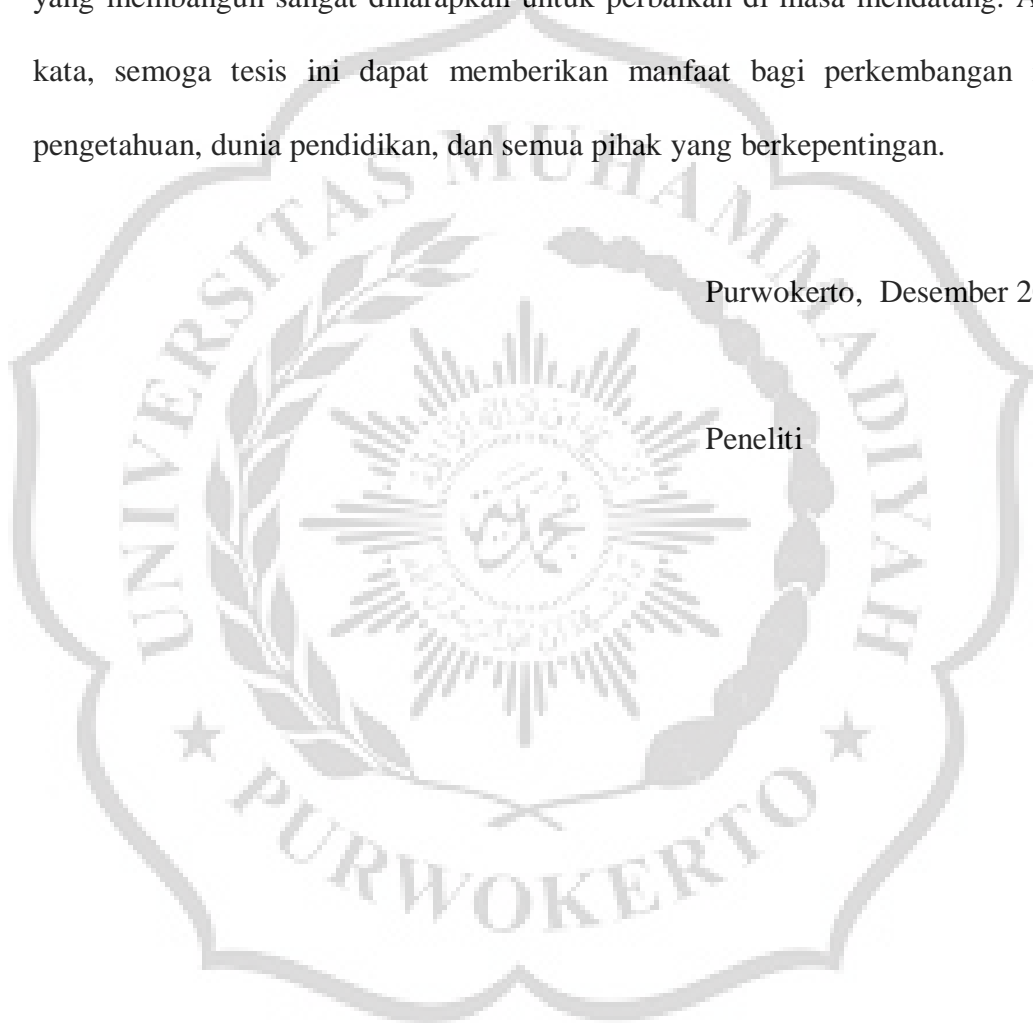 yang membangun sangat diharapkan untuk perbaikan di masa mendatang. A
kata, semoga tesis ini dapat memberikan manfaat bagi perkembangan
pengetahuan, dunia pendidikan, dan semua pihak yang berkepentingan.
Purwokerto, Desember 2
Peneliti
UNIVERSITAS MUHAMMADIYAH
PURWOKERTO